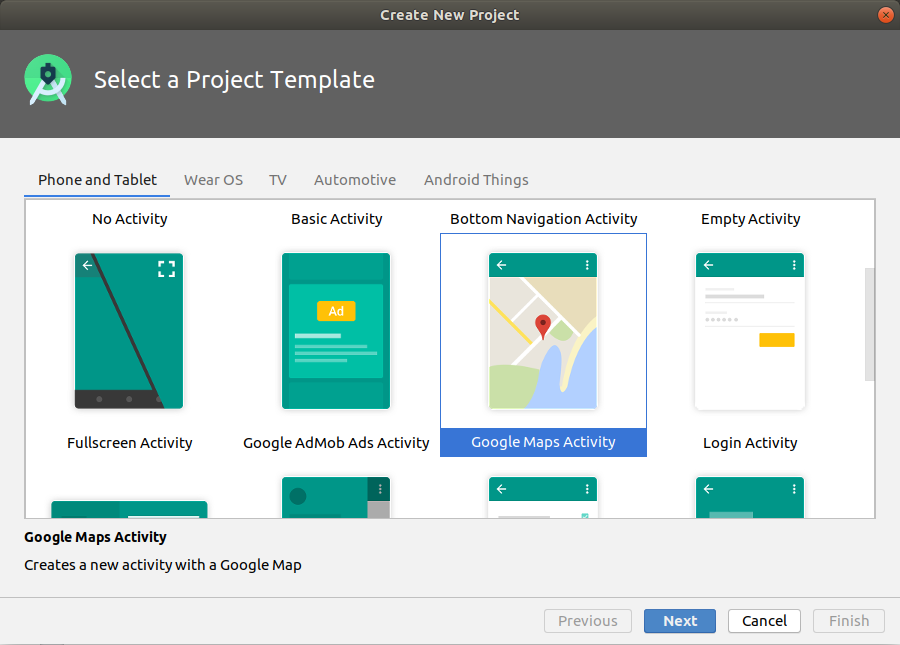 Create New Project
Select a Project Template
Phone and Tablet Wear OS TV Automotive Android Things
No Activity Basic Activity Bottom Navigation Activity Empty Activity
Ad
Fullscreen Activity Google AdMob Ads Activity Google Maps Activity Login Activity
Google Maps Activity
Creates a new activity with a Google Map
Previous Next Cancel Finish